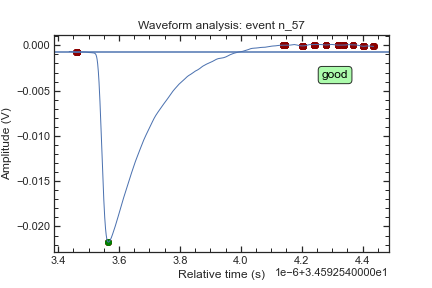 Waveform analysis: event n_57
Amplitude (V)
0.000
−0.005
−0.010
−0.015
−0.020
good
3.4 3.6 3.8 4.0 4.2 4.4
1e−6+3.4592540000e1
Relative time (s)